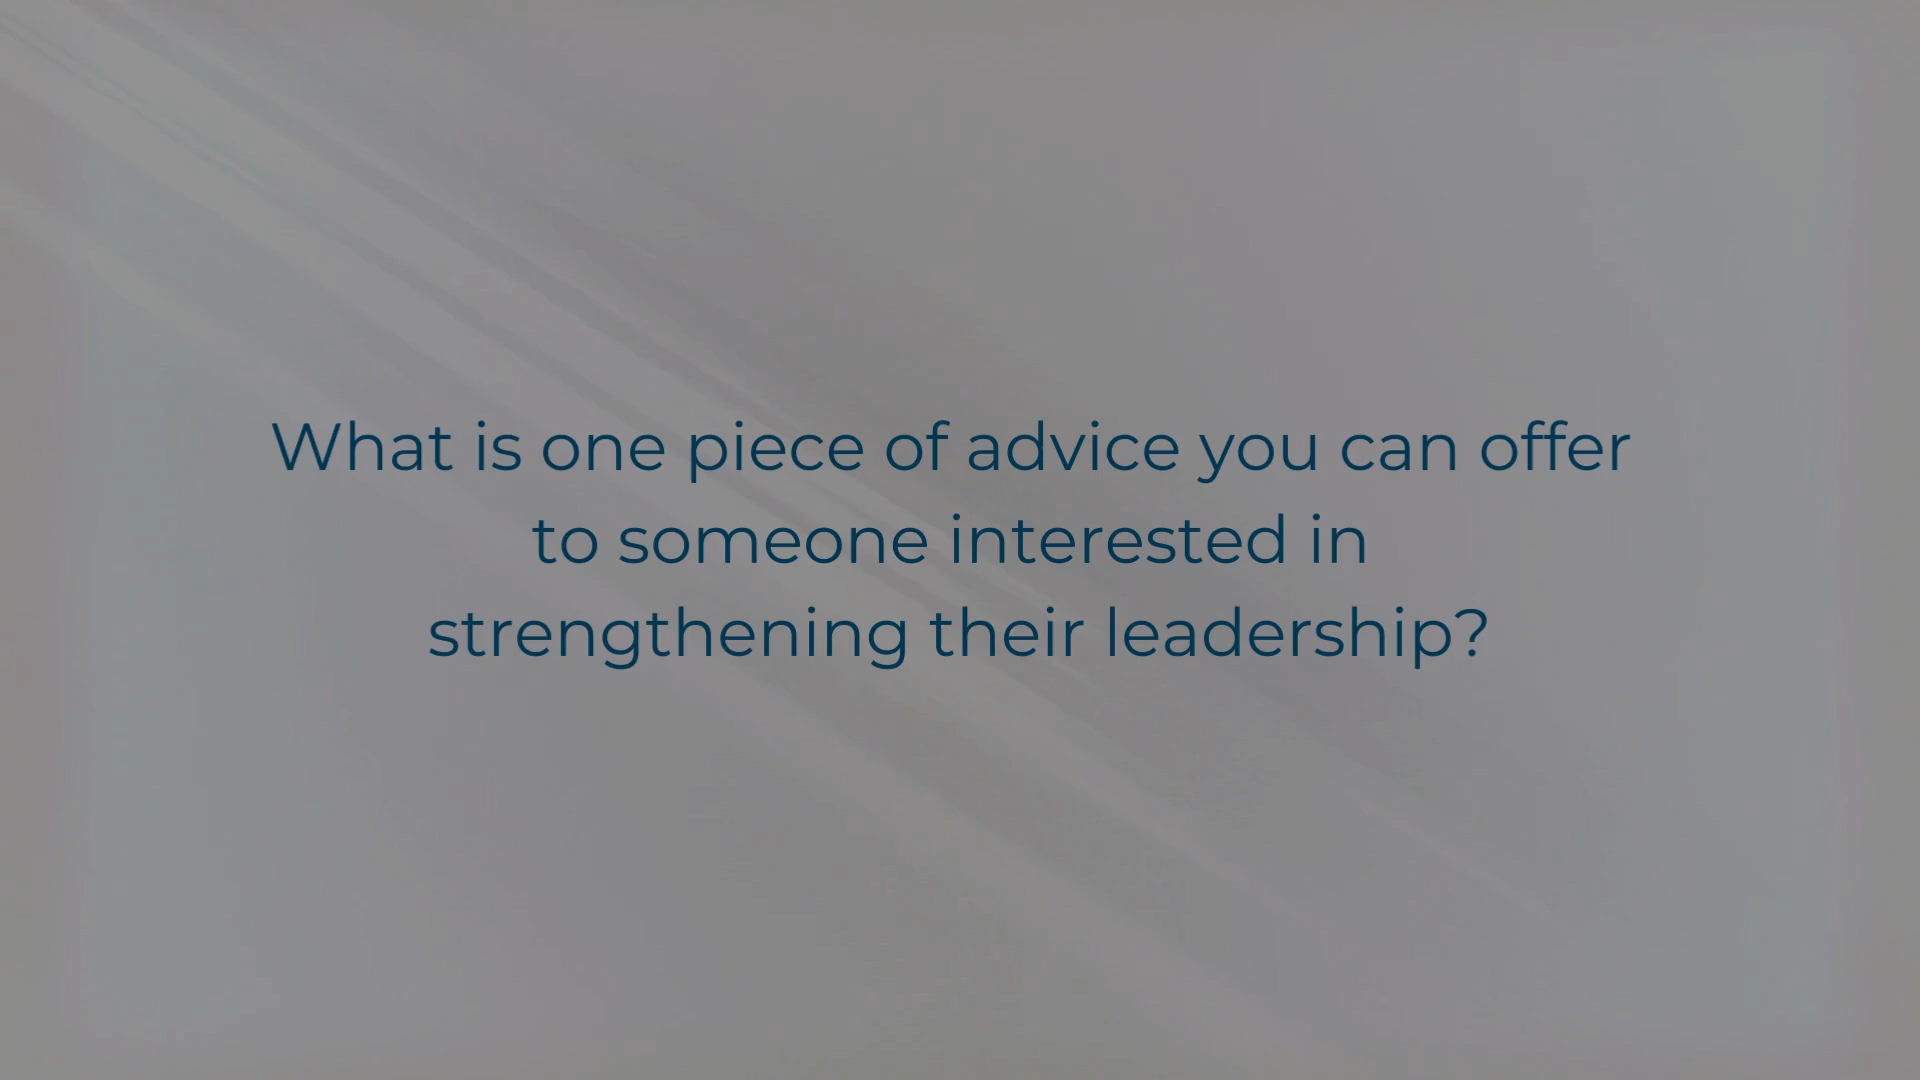 What is one piece of advice you can offer
to someone interested in
strengthening their leadership?